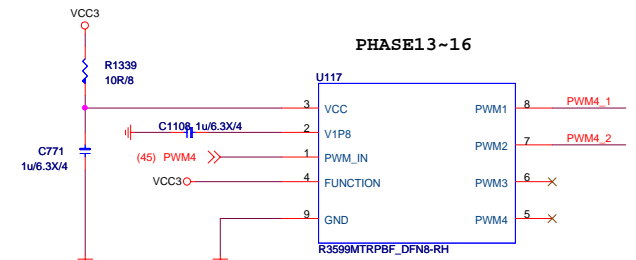 VCC3
PHASE13~16
R1339
10R/8
U117
3 VCC PWM1 8 PWM4_1
C1108 1u/6.3X/4 2 V1P8
C771
1u/6.3X/4
PWM2 7 PWM4_2
(45) PWM4 1 PWM_IN
VCC3 4 FUNCTION PWM3 6
9 GND PWM4 5
R3599MTRPBF_DFN8-RH